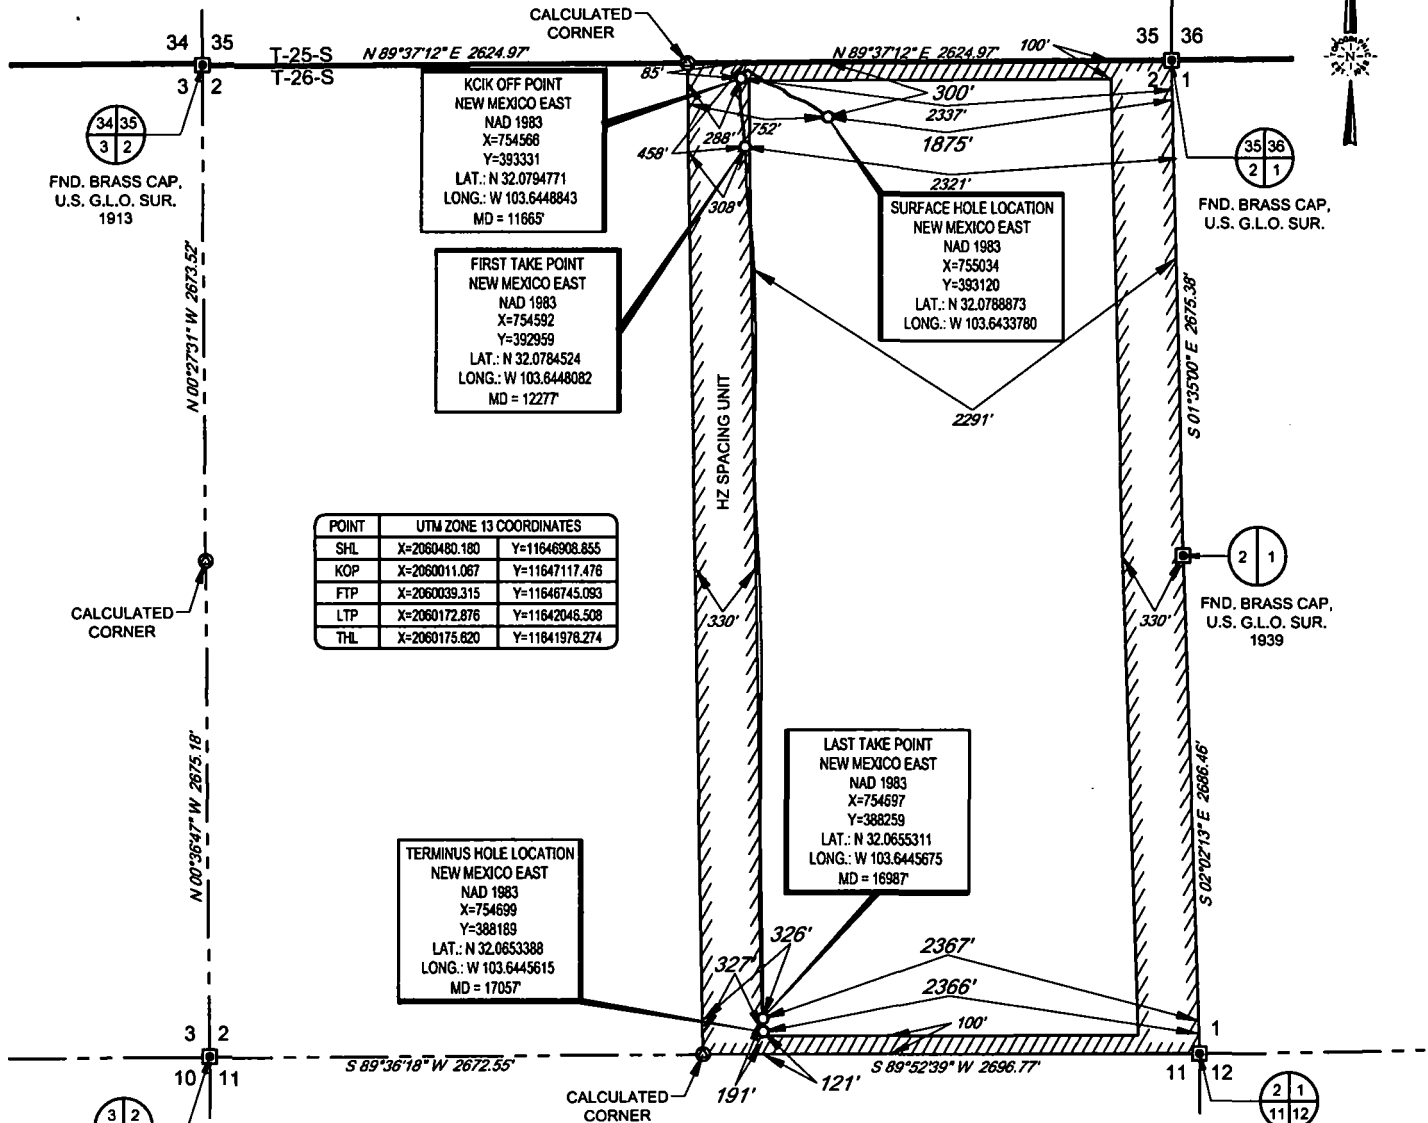 CALCULATED
CORNER
34 35
T-25-S
T-26-S
3 2
N 89°37'12" E 2624.97'
N 89°37'12" E 2624.97'
100'
35 36
2 1
85'
300'
2337'
1875'
2321'
288'
752'
458'
308'
KCIK OFF POINT
NEW MEXICO EAST
NAD 1983
X=754566
Y=393331
LAT.: N 32.0794771
LONG.: W 103.6448843
MD = 11665'
34 35
3 2
FND. BRASS CAP,
U.S. G.L.O. SUR.
1913
35 36
2 1
FND. BRASS CAP,
U.S. G.L.O. SUR.
SURFACE HOLE LOCATION
NEW MEXICO EAST
NAD 1983
X=755034
Y=393120
LAT.: N 32.0788873
LONG.: W 103.6433780
FIRST TAKE POINT
NEW MEXICO EAST
NAD 1983
X=754592
Y=392959
LAT.: N 32.0784524
LONG.: W 103.6448082
MD = 12277'
N 00°27'31" W 2673.52'
S 01°35'00" E 2675.38'
2291'
HZ SPACING UNIT
POINT UTM ZONE 13 COORDINATES
SHL X=2060480.180 Y=11646908.855
KOP X=2060011.067 Y=11647117.476
FTP X=2060039.315 Y=11646745.093
LTP X=2060172.876 Y=11642046.508
THL X=2060175.620 Y=11641976.274
CALCULATED
CORNER
330'
330'
2 1
FND. BRASS CAP,
U.S. G.L.O. SUR.
1939
N 00°36'47" W 2675.18'
S 02°02'13" E 2686.46'
LAST TAKE POINT
NEW MEXICO EAST
NAD 1983
X=754697
Y=388259
LAT.: N 32.0655311
LONG.: W 103.6445675
MD = 16987'
TERMINUS HOLE LOCATION
NEW MEXICO EAST
NAD 1983
X=754699
Y=388189
LAT.: N 32.0653388
LONG.: W 103.6445615
MD = 17057'
326'
327'
2367'
2366'
100'
3 2
10 11
S 89°36'18" W 2672.55'
S 89°52'39" W 2696.77'
1
11 12
191'
121'
CALCULATED
CORNER
3 2
2 1
11 12